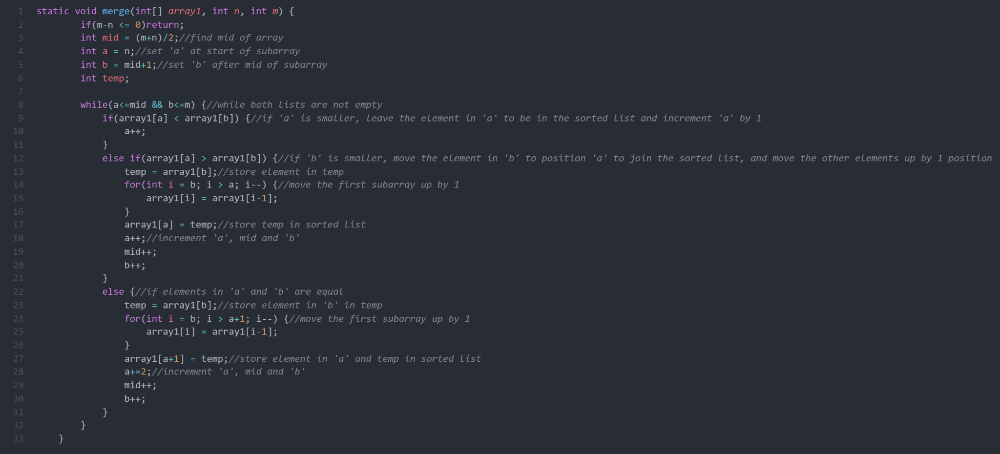 1 static void merge(int[] array1, int n, int m) {
2         if(m-n <= 0)return;
3         int mid = (m+n)/2;//find mid of array
4         int a = n;//set 'a' at start of subarray
5         int b = mid+1;//set 'b' after mid of subarray
6         int temp;
7
8         while(a<=mid && b<=m) {//while both lists are not empty
9             if(array1[a] < array1[b]) {//if 'a' is smaller, leave the element in 'a' to be in the sorted list and increment 'a' by 1
10                 a++;
11             }
12             else if(array1[a] > array1[b]) {//if 'b' is smaller, move the element in 'b' to position 'a' to join the sorted list, and move the other elements up by 1 position
13                 temp = array1[b];//store element in temp
14                 for(int i = b; i > a; i--) {//move the first subarray up by 1
15                     array1[i] = array1[i-1];
16                 }
17                 array1[a] = temp;//store temp in sorted list
18                 a++;//increment 'a', mid and 'b'
19                 mid++;
20                 b++;
21             }
22             else {//if elements in 'a' and 'b' are equal
23                 temp = array1[b];//store element in 'b' in temp
24                 for(int i = b; i > a+1; i--) {//move the first subarray up by 1
25                     array1[i] = array1[i-1];
26                 }
27                 array1[a+1] = temp;//store element in 'a' and temp in sorted list
28                 a+=2;//increment 'a', mid and 'b'
29                 mid++;
30                 b++;
31             }
32         }
33     }